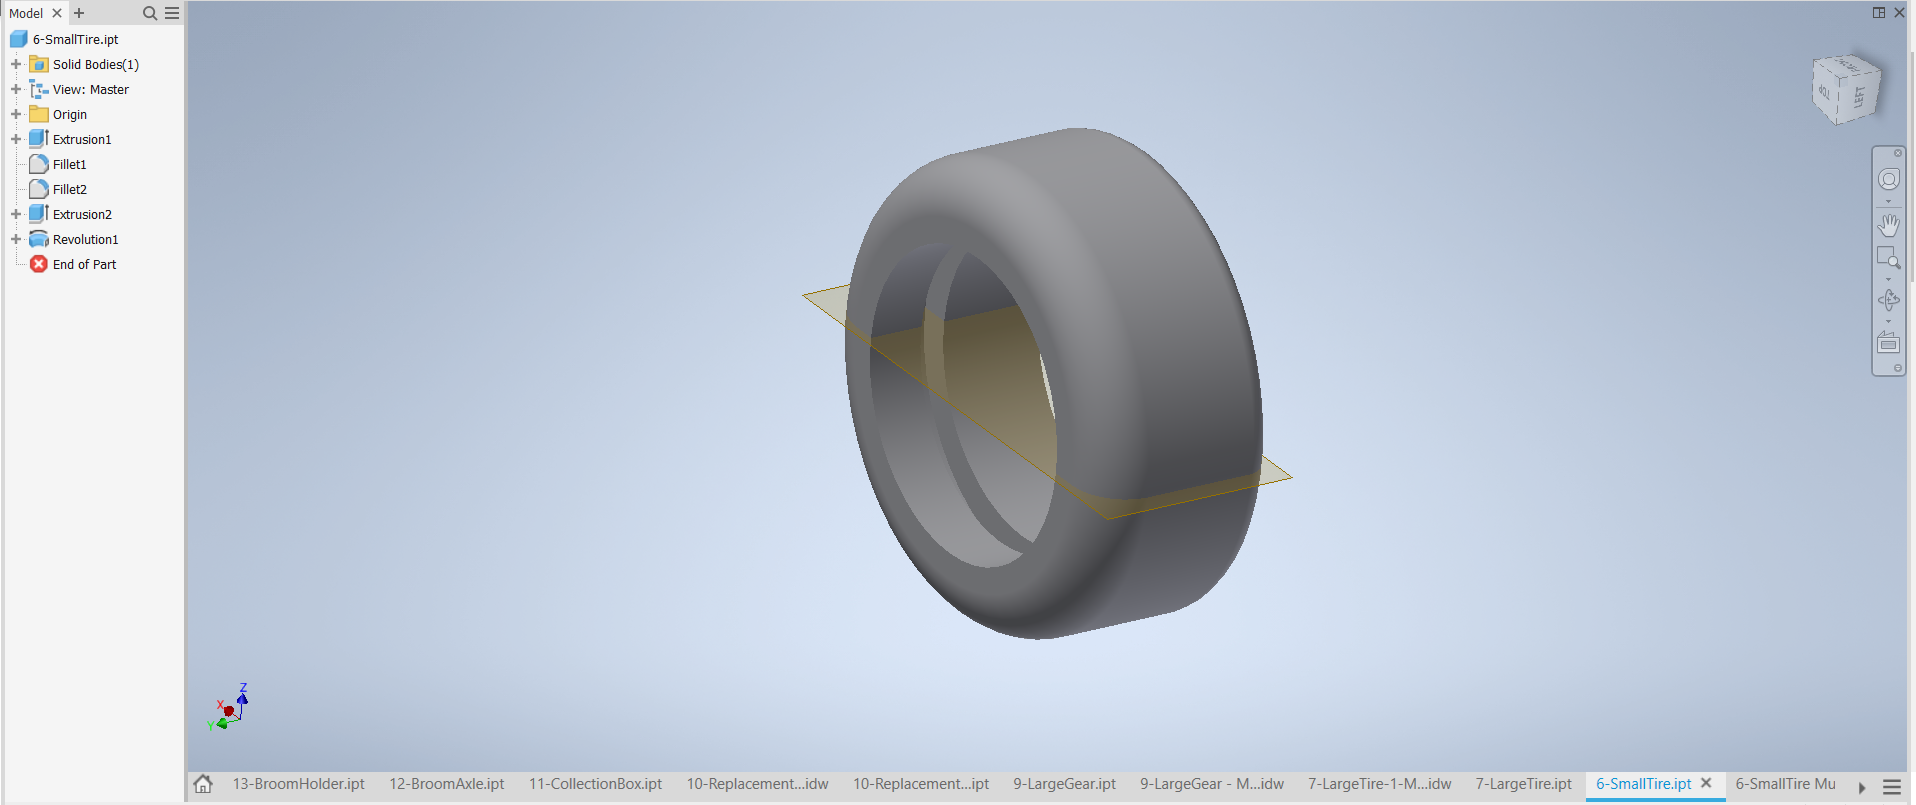 Model
6-SmallTire.ipt
Solid Bodies(1)
View: Master
Origin
Extrusion1
Fillet1
Fillet2
Extrusion2
Revolution1
End of Part
TOP
LEFT
Z
X
Y
13-BroomHolder.ipt
12-BroomAxle.ipt
11-CollectionBox.ipt
10-Replacement...idw
10-Replacement...ipt
9-LargeGear.ipt
9-LargeGear - M...idw
7-LargeTire-1-M...idw
7-LargeTire.ipt
6-SmallTire.ipt
6-SmallTire Mu